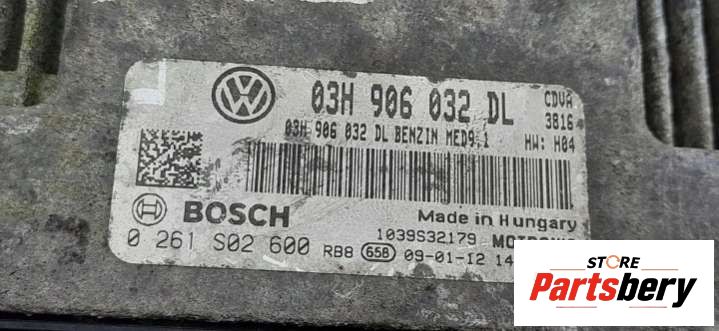 03H 906 032 DL
CDVA
3816
03H 906 032 DL BENZIN MED9.1
HW: H04
BOSCH
Made in Hungary
1039S32179
0 261 S02 600
RB8 658 09-01-12 14
STORE
Partsbery